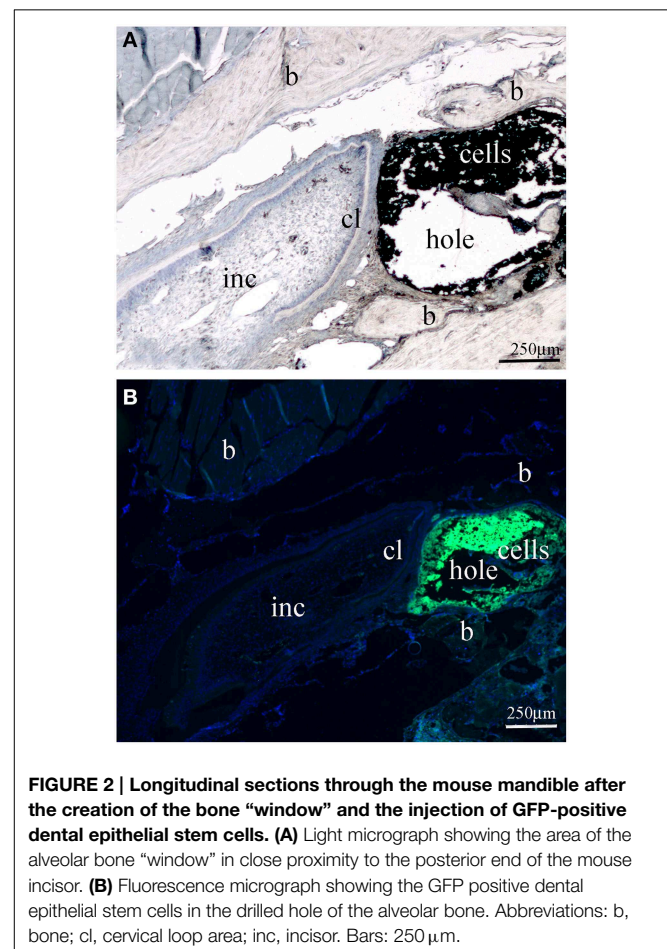 A
b
b
cells
cl
hole
inc
b
250µm
B
b
b
cl
cells
hole
inc
b
250µm
FIGURE 2 | Longitudinal sections through the mouse mandible after
the creation of the bone “window” and the injection of GFP-positive
dental epithelial stem cells. (A) Light micrograph showing the area of the
alveolar bone “window” in close proximity to the posterior end of the mouse
incisor. (B) Fluorescence micrograph showing the GFP positive dental
epithelial stem cells in the drilled hole of the alveolar bone. Abbreviations: b,
bone; cl, cervical loop area; inc, incisor. Bars: 250 µm.